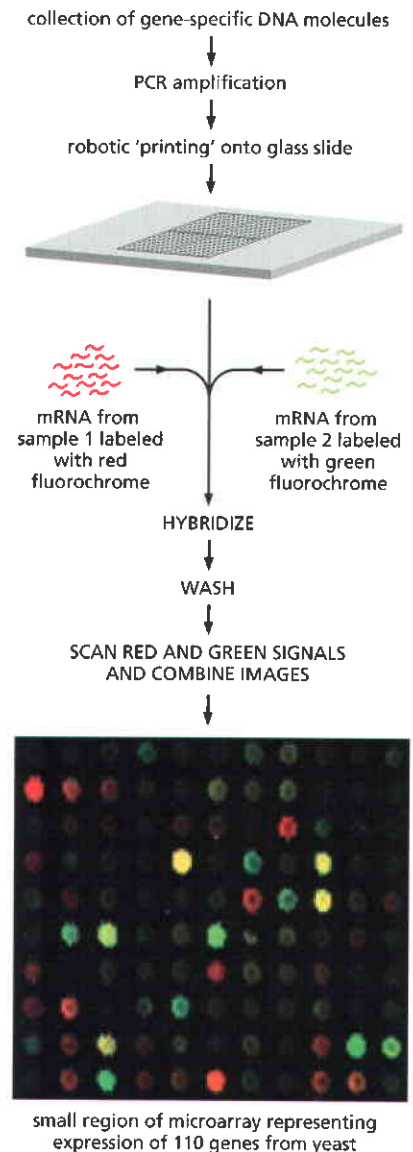 collection of gene-specific DNA molecules
PCR amplification
robotic 'printing' onto glass slide
mRNA from
sample 1 labeled
with red
fluorochrome
mRNA from
sample 2 labeled
with green
fluorochrome
HYBRIDIZE
WASH
SCAN RED AND GREEN SIGNALS
AND COMBINE IMAGES
small region of microarray representing
expression of 110 genes from yeast